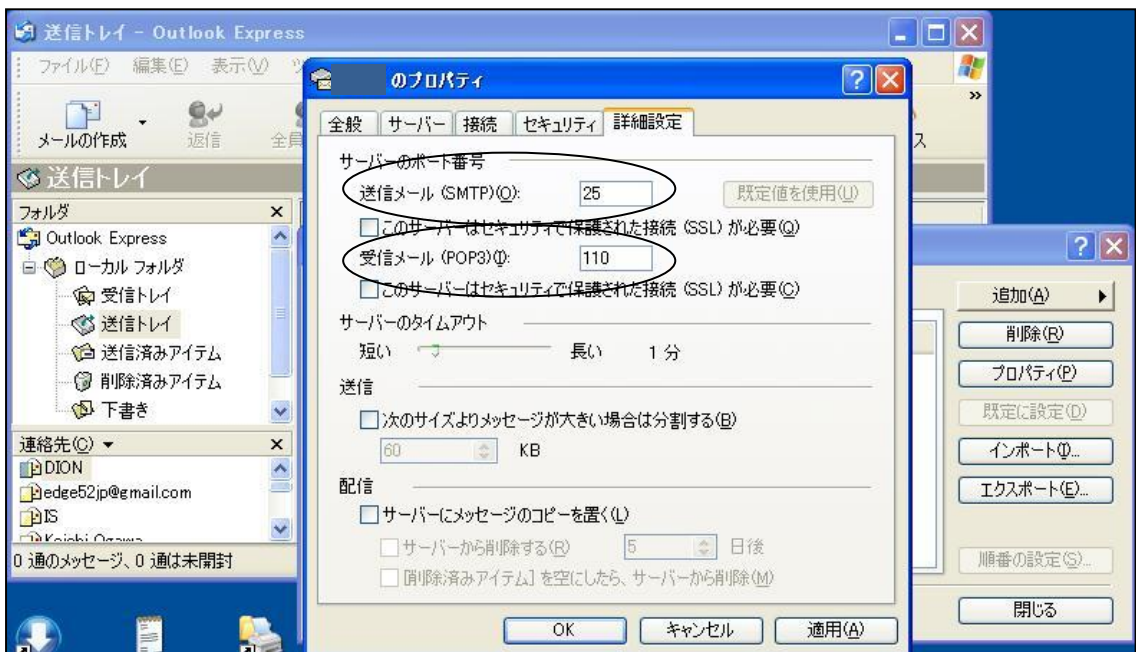 送信トレイ - Outlook Express
ファイル(F) 編集(E) 表示(V)
メールの作成 返信 全員
送信トレイ
フォルダ
Outlook Express
ローカル フォルダ
受信トレイ
送信トレイ
送信済みアイテム
削除済みアイテム
下書き
連絡先(C)
DION
edge52jp@gmail.com
IS
Koichi Ogawa
0 通のメッセージ、0 通は未開封
のプロパティ
全般 サーバー 接続 セキュリティ 詳細設定
サーバーのポート番号
送信メール (SMTP)(O): 25 既定値を使用(U)
このサーバーはセキュリティで保護された接続 (SSL) が必要(Q)
受信メール (POP3)(I): 110
このサーバーはセキュリティで保護された接続 (SSL) が必要(C)
サーバーのタイムアウト
短い 長い 1 分
送信
次のサイズよりメッセージが大きい場合は分割する(B)
60 KB
配信
サーバーにメッセージのコピーを置く(L)
サーバーから削除する(R) 5 日後
[削除済みアイテム] を空にしたら、サーバーから削除(M)
OK キャンセル 適用(A)
ス
追加(A)
削除(R)
プロパティ(P)
既定に設定(D)
インポート(I)...
エクスポート(E)...
順番の設定(S)...
閉じる